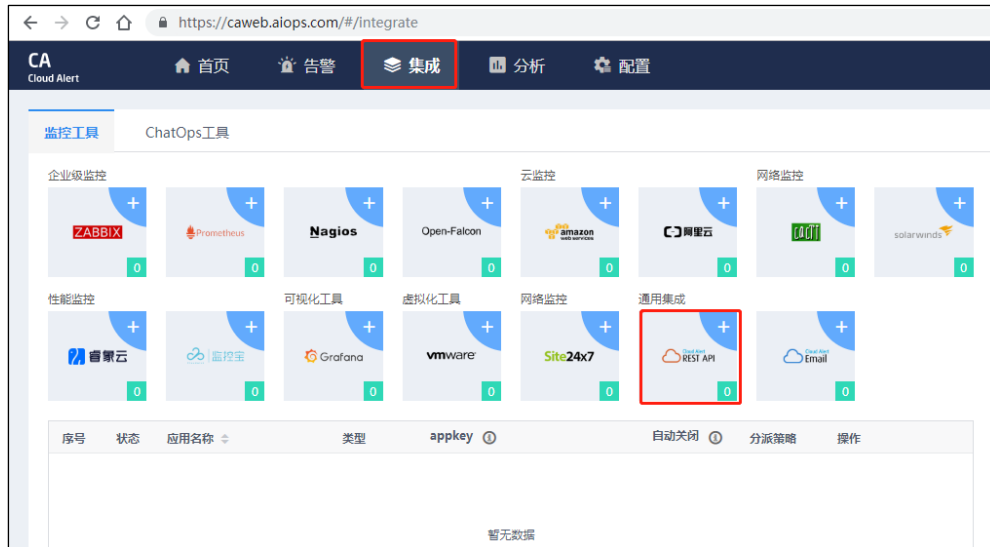 https://caweb.aiops.com/#/integrate
CA
Cloud Alert
首页
告警
集成
分析
配置
监控工具
ChatOps工具
企业级监控
云监控
网络监控
ZABBIX
Prometheus
Nagios
Open-Falcon
amazon
web services
阿里云
cacti
solarwinds
0 0 0 0 0 0 0 0
性能监控
可视化工具
虚拟化工具
网络监控
通用集成
睿象云
监控宝
Grafana
vmware
Site24x7
Cloud Alert
REST API
Cloud Alert
Email
0 0 0 0 0 0 0
序号 状态 应用名称 类型 appkey 自动关闭 分派策略 操作
暂无数据